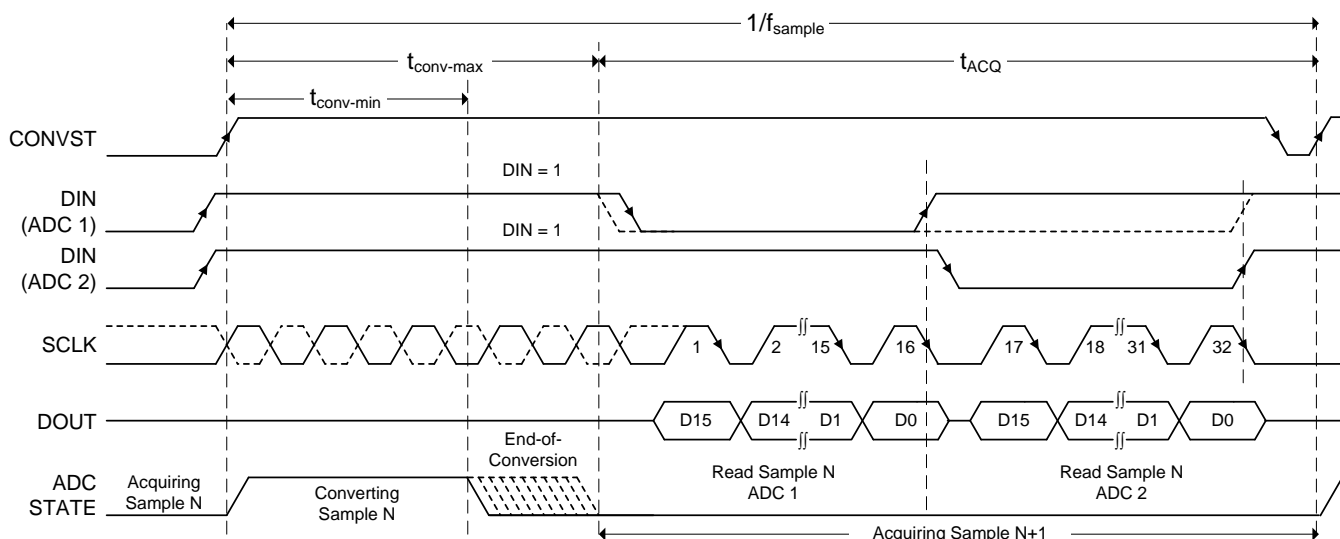 1/fsample
tconv-max
tACQ
tconv-min
CONVST
DIN = 1
DIN
(ADC 1)
DIN = 1
DIN
(ADC 2)
SCLK
1
2
15
16
17
18
31
32
DOUT
D15
D14
D1
D0
D15
D14
D1
D0
End-of-
Conversion
ADC
STATE
Acquiring
Sample N
Converting
Sample N
Read Sample N
ADC 1
Read Sample N
ADC 2
Acquiring Sample N+1